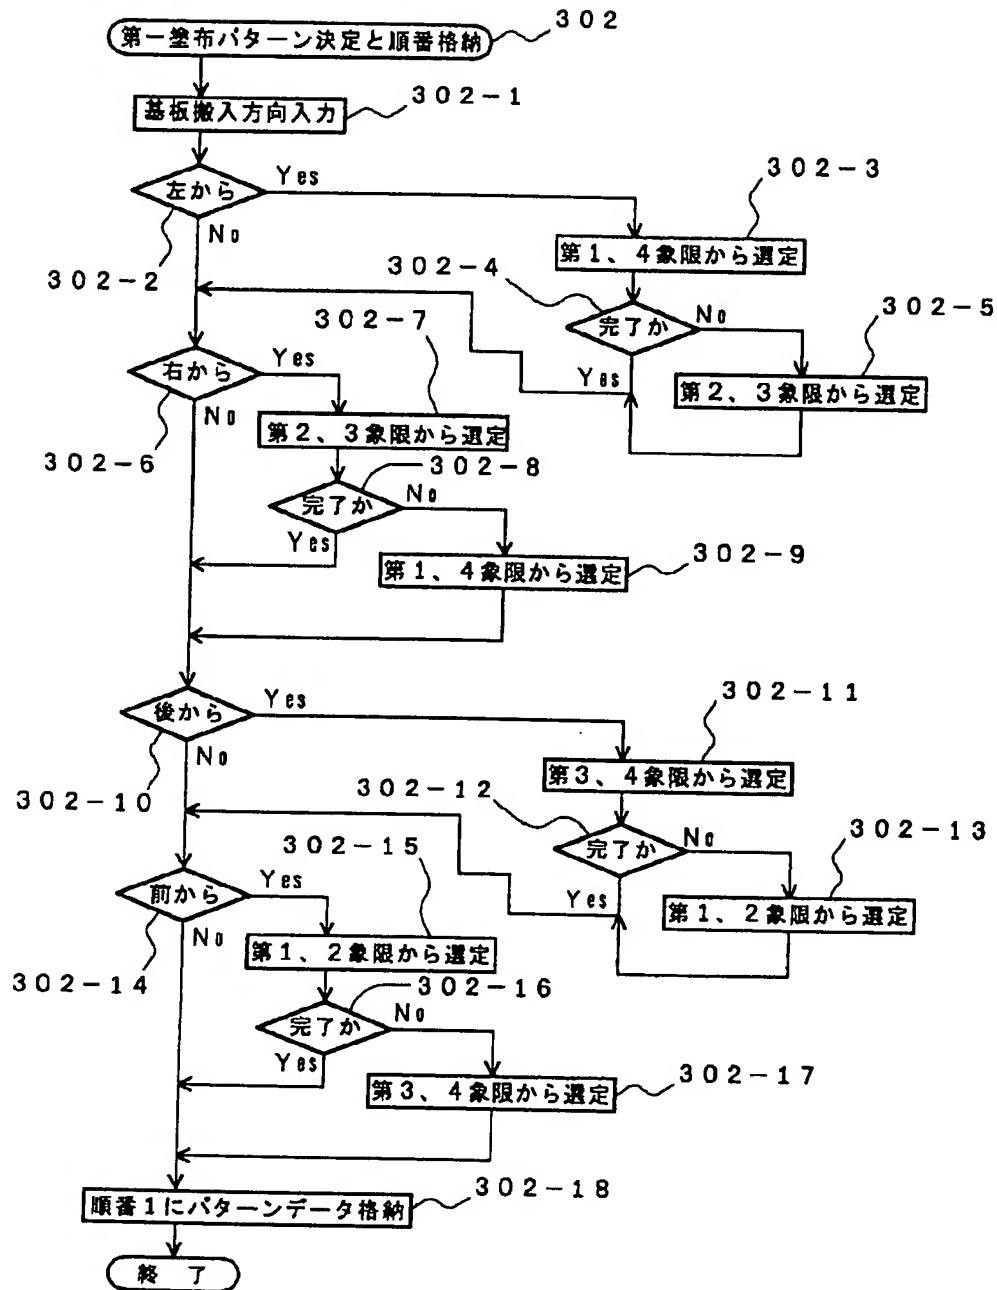 302
第一塗布パターン決定と順番格納
302-1
基板搬入方向入力
左から
Yes
No
302-2
302-3
第1、4象限から選定
302-4
完了か
No
Yes
302-5
第2、3象限から選定
右から
Yes
No
302-6
302-7
第2、3象限から選定
302-8
完了か
No
Yes
302-9
第1、4象限から選定
後から
Yes
No
302-10
302-11
第3、4象限から選定
302-12
完了か
No
Yes
302-13
第1、2象限から選定
前から
Yes
No
302-14
302-15
第1、2象限から選定
302-16
完了か
No
Yes
302-17
第3、4象限から選定
302-18
順番1にパターンデータ格納
終了